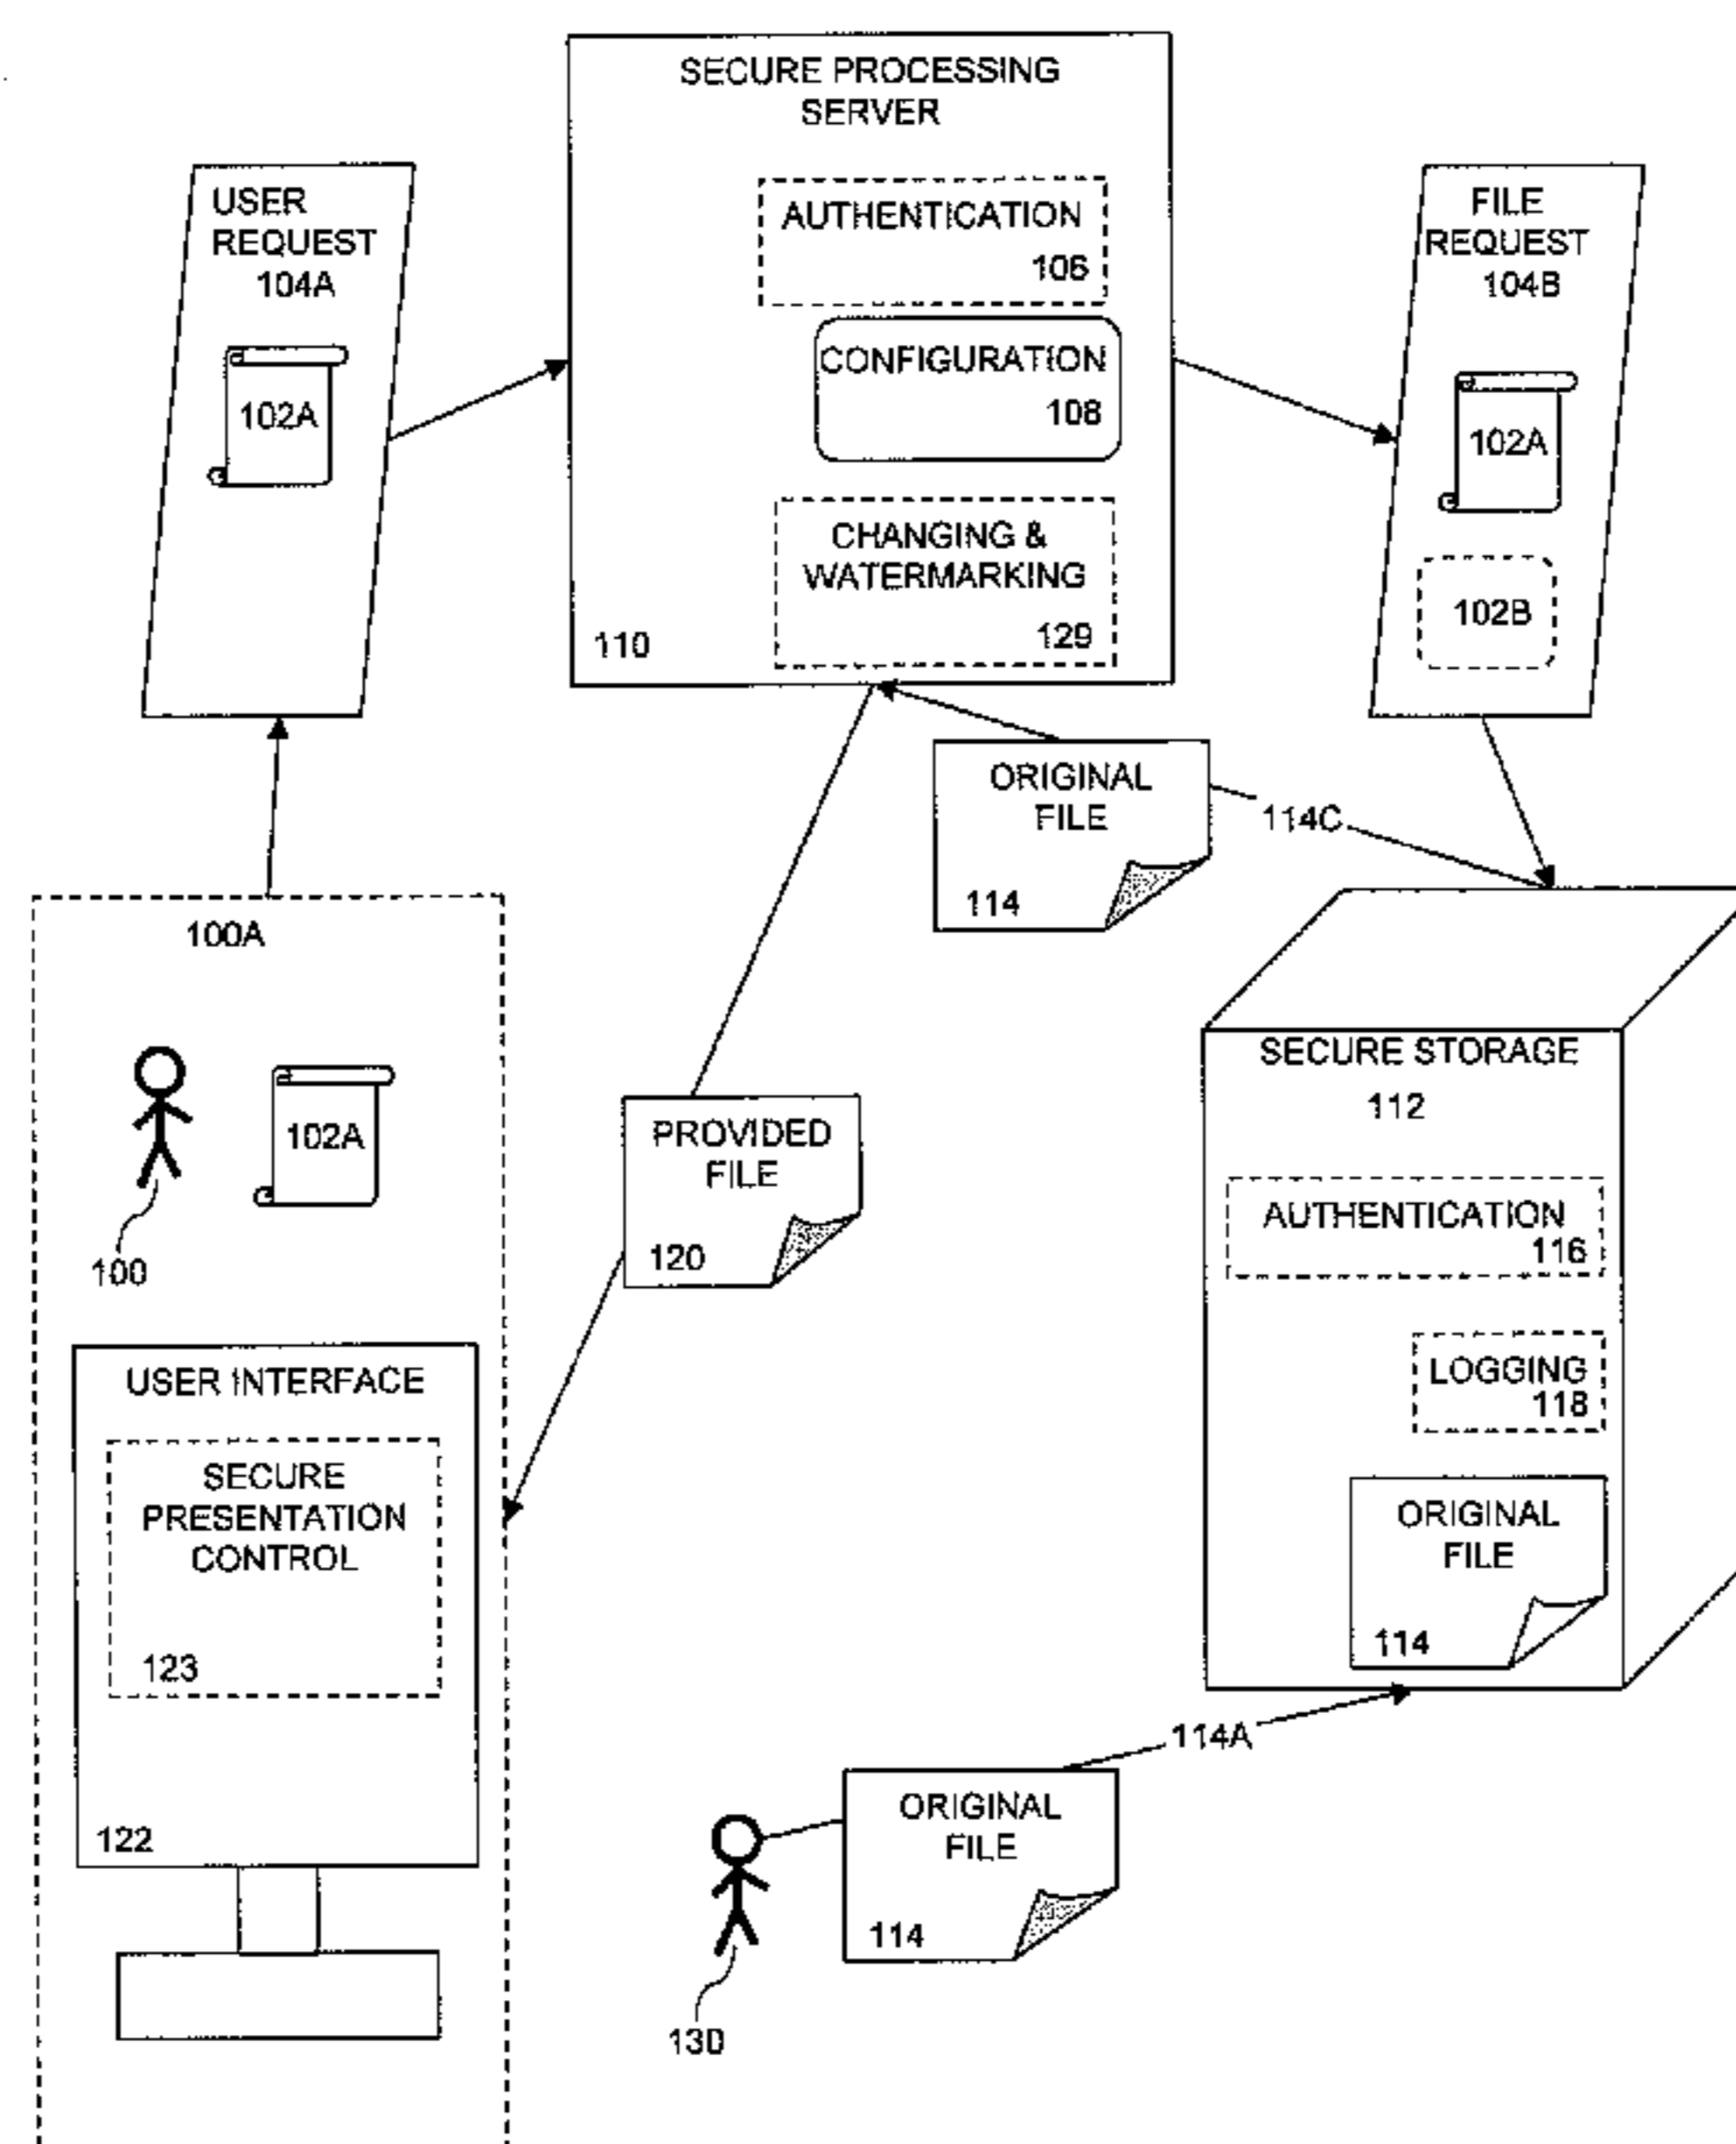 SECURE PROCESSING
SERVER
AUTHENTICATION
106
CONFIGURATION
108
CHANGING &
WATERMARKING
129
110
USER
REQUEST
104A
102A
FILE
REQUEST
104B
102A
102B
ORIGINAL
FILE
114
114C
100A
102A
100
PROVIDED
FILE
120
SECURE STORAGE
112
AUTHENTICATION
116
LOGGING
118
ORIGINAL
FILE
114
USER INTERFACE
SECURE
PRESENTATION
CONTROL
123
122
114A
ORIGINAL
FILE
114
130